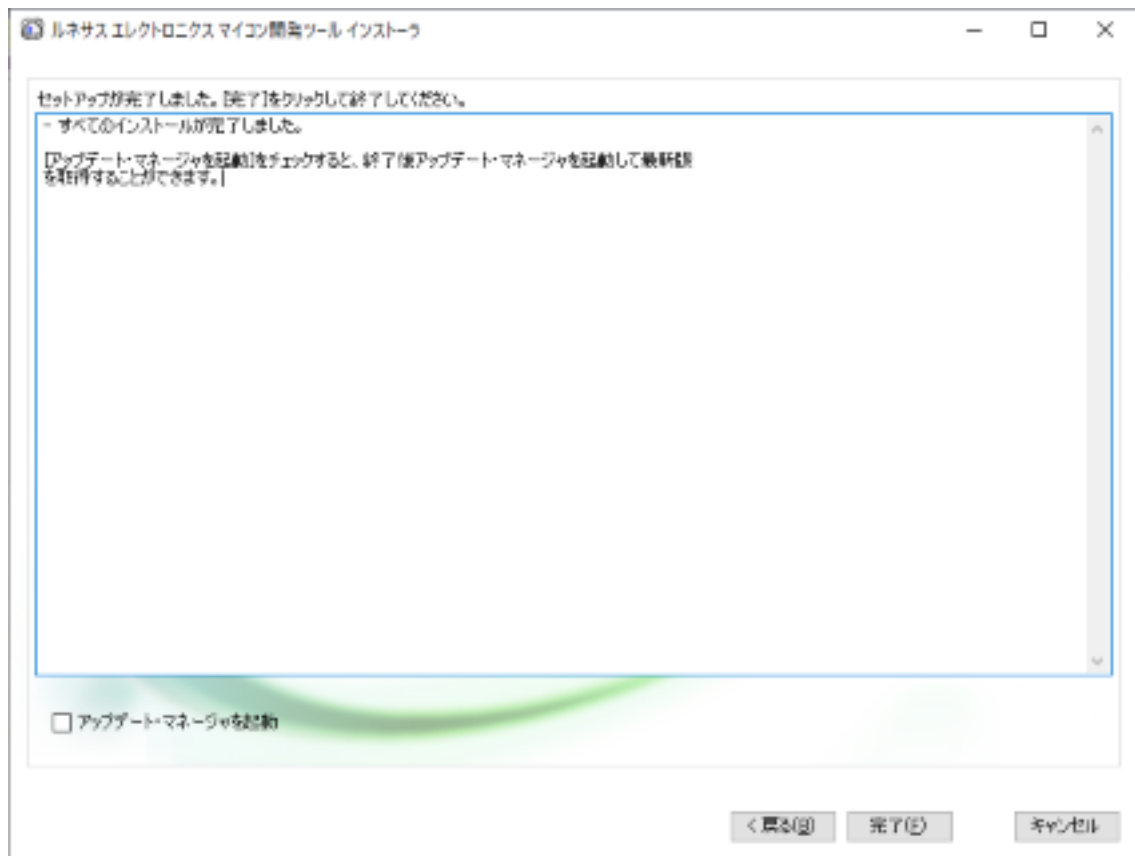 ルネサス エレクトロニクス マイコン開発ツール インストーラ
セットアップが完了しました。[完了]をクリックして終了してください。
- すべてのインストールが完了しました。
[アップデート・マネージャを起動]をチェックすると、終了後アップデート・マネージャを起動して最新版
を取得することができます。
アップデート・マネージャを起動
< 戻る(B)
完了(F)
キャンセル